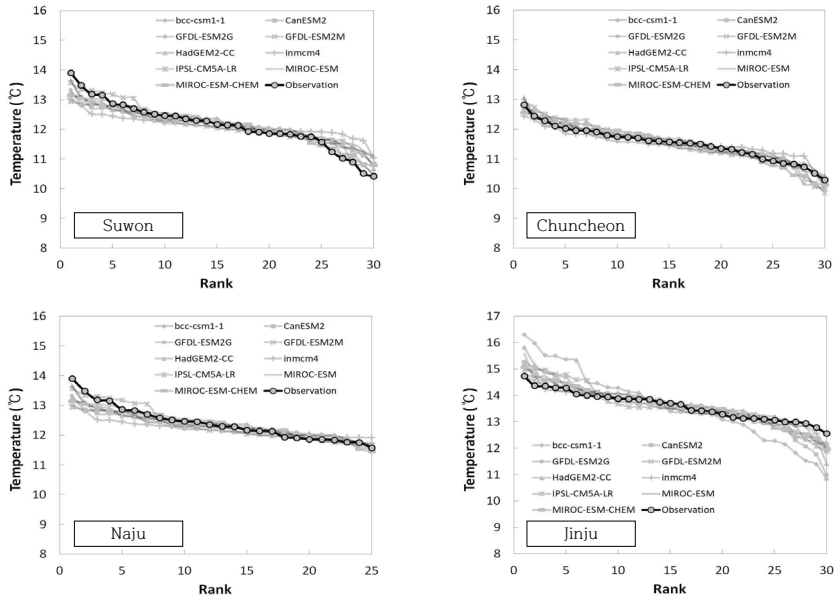 bcc-csm1-1 CanESM2
GFDL-ESM2G GFDL-ESM2M
HadGEM2-CC inmcm4
IPSL-CM5A-LR MIROC-ESM
MIROC-ESM-CHEM Observation
Temperature (℃)
16
15
14
13
12
11
10
9
8
Suwon
0 5 10 15 20 25 30
Rank
bcc-csm1-1 CanESM2
GFDL-ESM2G GFDL-ESM2M
HadGEM2-CC inmcm4
IPSL-CM5A-LR MIROC-ESM
MIROC-ESM-CHEM Observation
Temperature (℃)
16
15
14
13
12
11
10
9
8
Chuncheon
0 5 10 15 20 25 30
Rank
bcc-csm1-1 CanESM2
GFDL-ESM2G GFDL-ESM2M
HadGEM2-CC inmcm4
IPSL-CM5A-LR MIROC-ESM
MIROC-ESM-CHEM Observation
Temperature (℃)
16
15
14
13
12
11
10
9
8
Naju
0 5 10 15 20 25
Rank
Temperature (℃)
17
16
15
14
13
12
11
10
9
8
bcc-csm1-1 CanESM2
GFDL-ESM2G GFDL-ESM2M
HadGEM2-CC inmcm4
IPSL-CM5A-LR MIROC-ESM
MIROC-ESM-CHEM Observation
Jinju
0 5 10 15 20 25 30
Rank